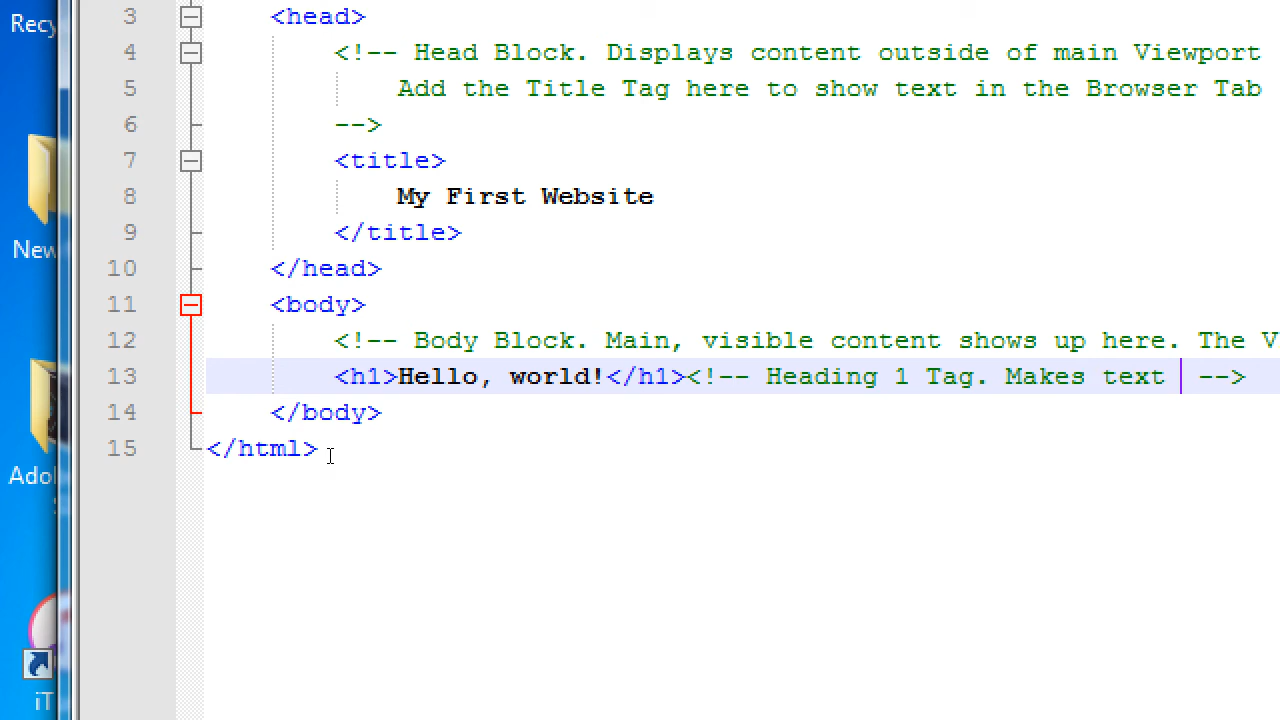 Recy
3 <head>
4 <!-- Head Block. Displays content outside of main Viewport
5 Add the Title Tag here to show text in the Browser Tab
6 -->
7 <title>
8 My First Website
9 </title>
New
10 </head>
11 <body>
12 <!-- Body Block. Main, visible content shows up here. The V
13 <h1>Hello, world!</h1><!-- Heading 1 Tag. Makes text -->
14 </body>
15 </html>
Ado
iT